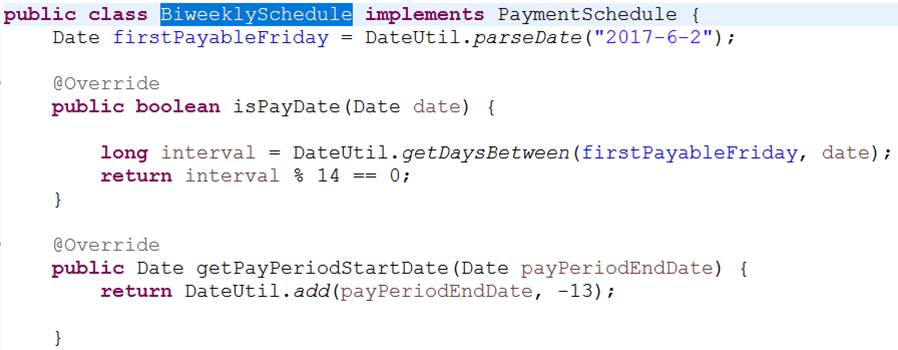 public class BiweeklySchedule implements PaymentSchedule {
    Date firstPayableFriday = DateUtil.parseDate("2017-6-2");
    @Override
    public boolean isPayDate(Date date) {
        long interval = DateUtil.getDaysBetween(firstPayableFriday, date);
        return interval % 14 == 0;
    }
    @Override
    public Date getPayPeriodStartDate(Date payPeriodEndDate) {
        return DateUtil.add(payPeriodEndDate, -13);
    }